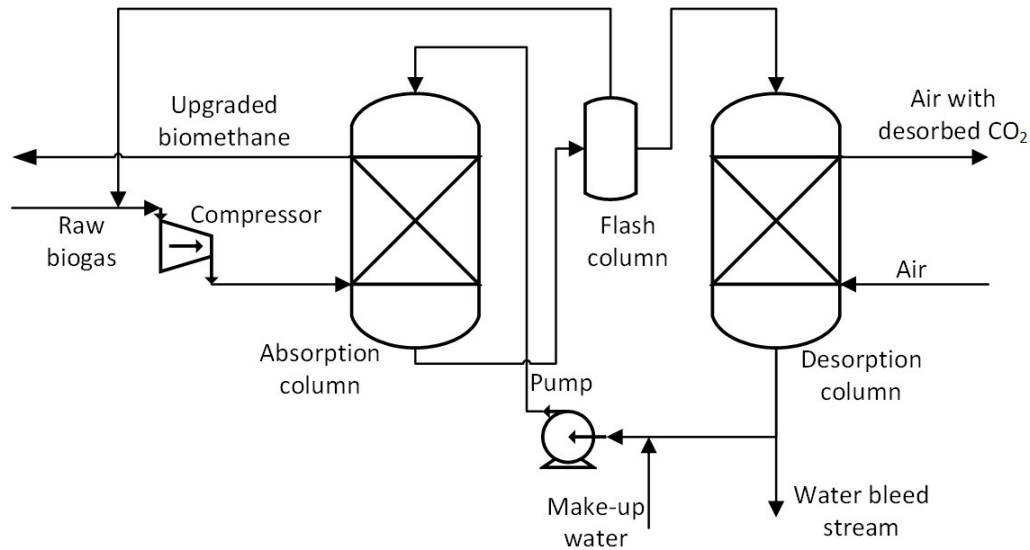 Upgraded
biomethane
Air with
desorbed CO₂
Raw
biogas
Compressor
Flash
column
Air
Absorption
column
Desorption
column
Pump
Make-up
water
Water bleed
stream